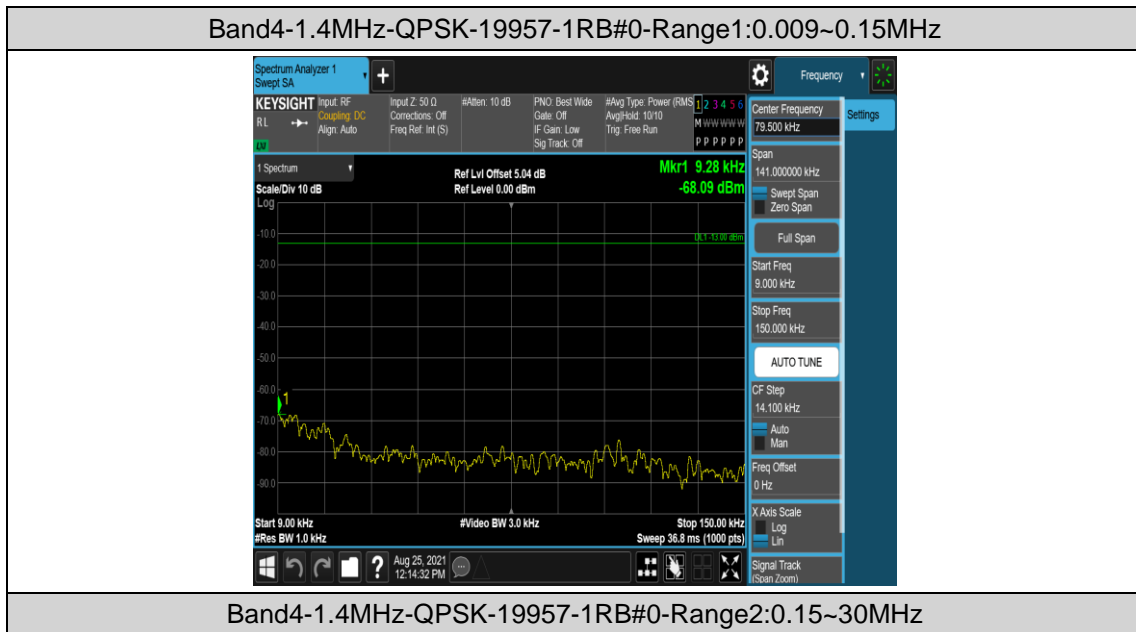 Band4-1.4MHz-QPSK-19957-1RB#0-Range1:0.009~0.15MHz
Spectrum Analyzer 1
Swept SA
+
Frequency
KEYSIGHT
RL
LXI
Input: RF
Coupling: DC
Align: Auto
Input Z: 50 Ω
Corrections: Off
Freq Ref: Int (S)
#Atten: 10 dB
PNO: Best Wide
Gate: Off
IF Gain: Low
Sig Track: Off
#Avg Type: Power (RMS
Avg|Hold: 10/10
Trig: Free Run
1 2 3 4 5 6
M W W W W W
P P P P P P
Settings
Center Frequency
79.500 kHz
Span
141.000000 kHz
Swept Span
Zero Span
Full Span
Start Freq
9.000 kHz
Stop Freq
150.000 kHz
AUTO TUNE
CF Step
14.100 kHz
Auto
Man
Freq Offset
0 Hz
X Axis Scale
Log
Lin
Signal Track
(Span Zoom)
1 Spectrum
Scale/Div 10 dB
Log
Ref Lvl Offset 5.04 dB
Ref Level 0.00 dBm
Mkr1 9.28 kHz
-68.09 dBm
DL1 -13.00 dBm
-10.0
-20.0
-30.0
-40.0
-50.0
-60.0
1
-70.0
-80.0
-90.0
Start 9.00 kHz
#Res BW 1.0 kHz
#Video BW 3.0 kHz
Stop 150.00 kHz
Sweep 36.8 ms (1000 pts)
?
Aug 25, 2021
12:14:32 PM
Band4-1.4MHz-QPSK-19957-1RB#0-Range2:0.15~30MHz